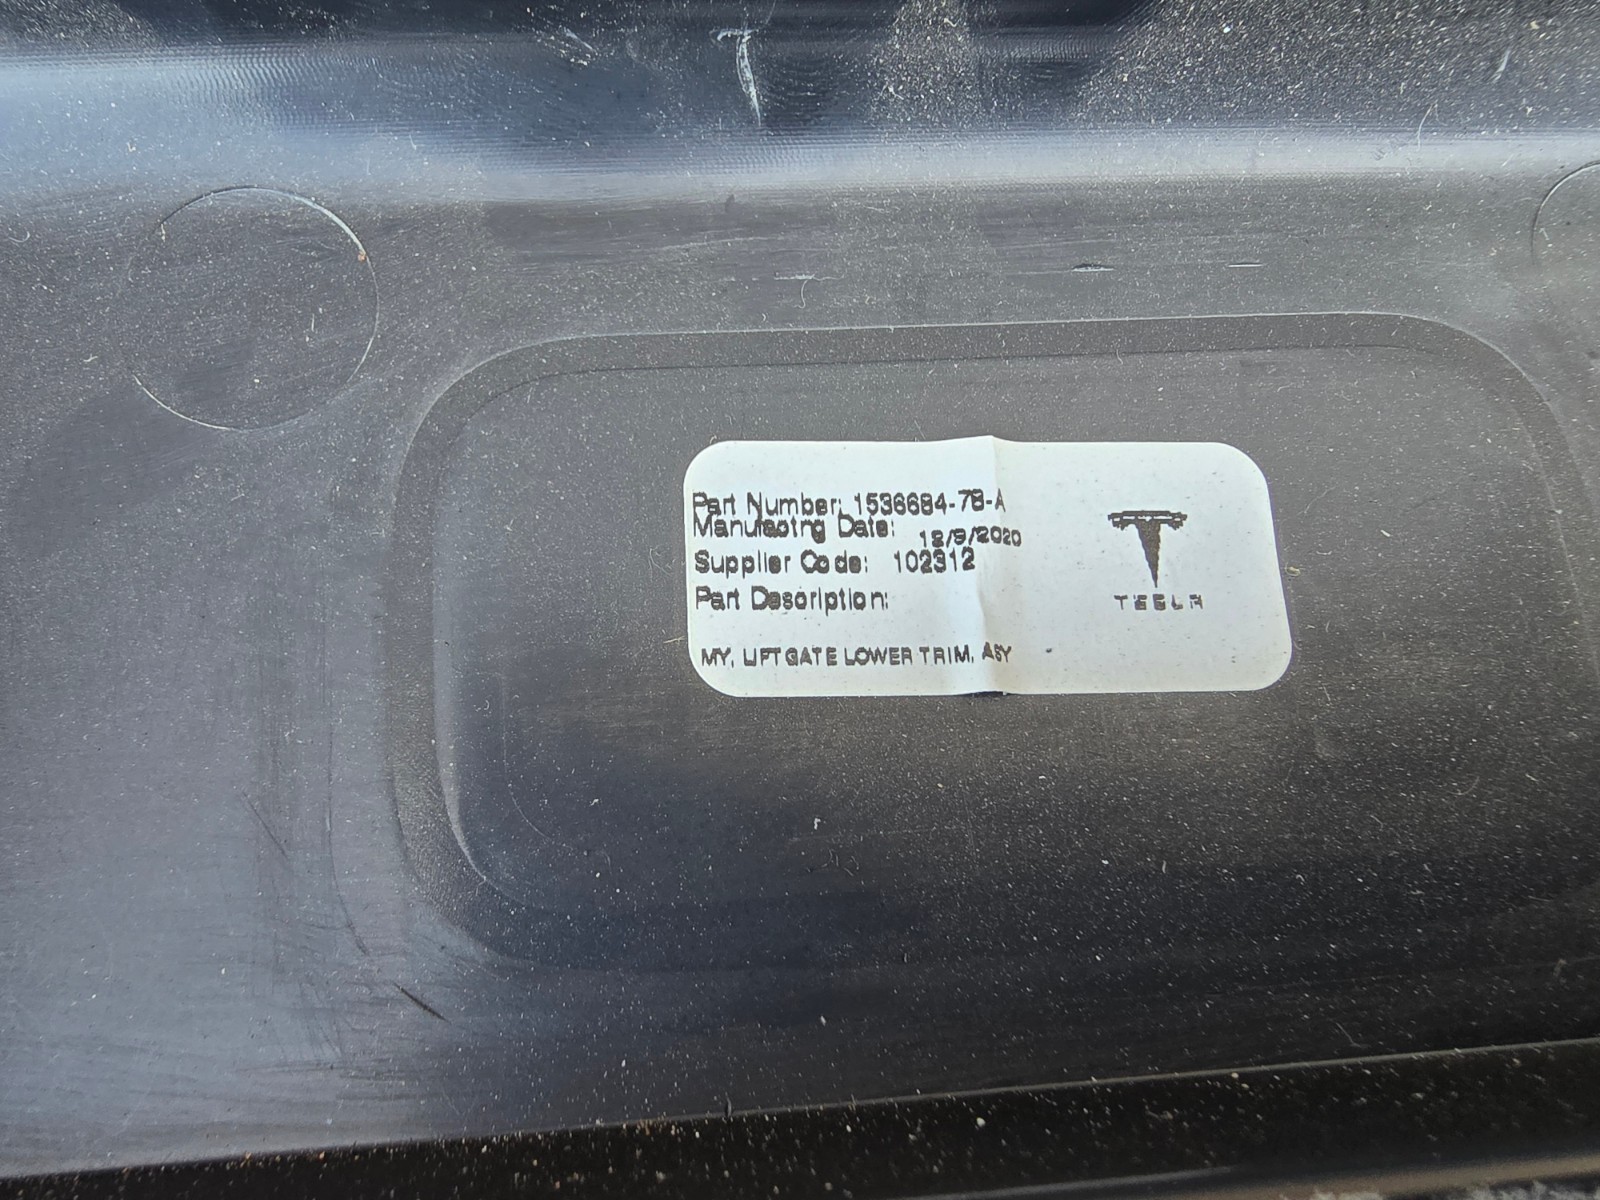 Part Number: 1536684-78-A
Manufactng Date: 12/9/2020
Supplier Code: 102312
Part Description:
MY, LIFTGATE LOWER TRIM, ASY
TESLA